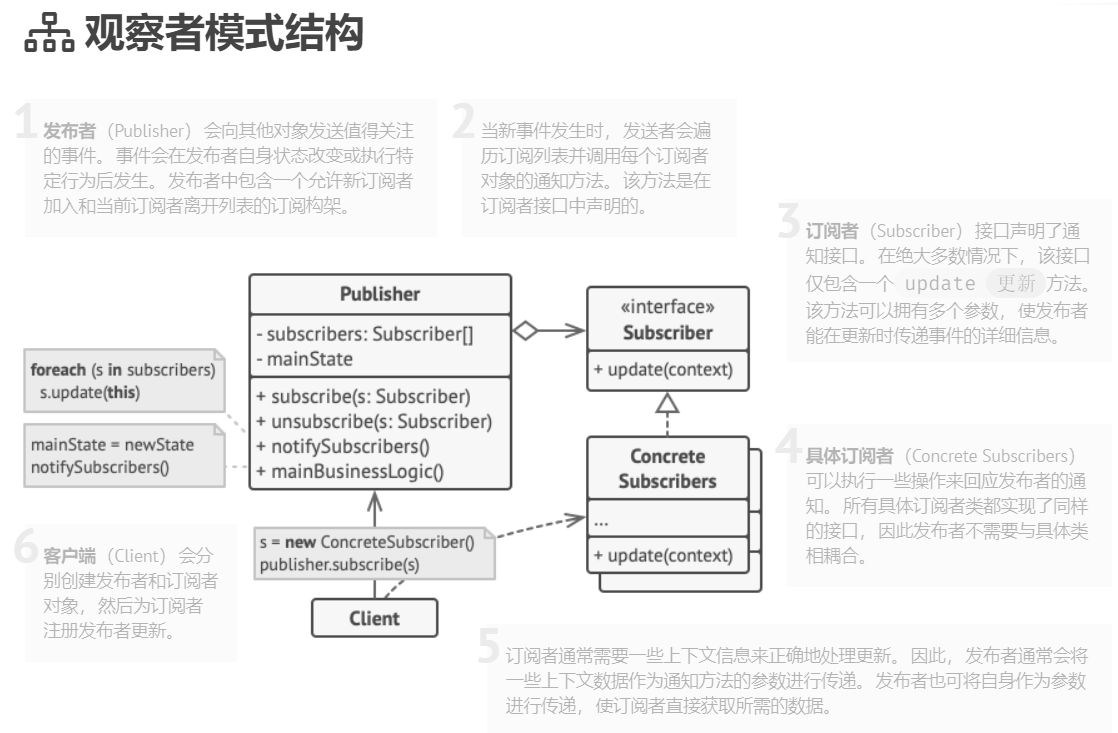 观察者模式结构
1
发布者（Publisher）会向其他对象发送值得关注
的事件。事件会在发布者自身状态改变或执行特
定行为后发生。发布者中包含一个允许新订阅者
加入和当前订阅者离开列表的订阅构架。
2
当新事件发生时，发送者会遍
历订阅列表并调用每个订阅者
对象的通知方法。该方法是在
订阅者接口中声明的。
3
订阅者（Subscriber）接口声明了通
知接口。在绝大多数情况下，该接口
仅包含一个 update 更新 方法。
该方法可以拥有多个参数，使发布者
能在更新时传递事件的详细信息。
Publisher
- subscribers: Subscriber[]
- mainState
+ subscribe(s: Subscriber)
+ unsubscribe(s: Subscriber)
+ notifySubscribers()
+ mainBusinessLogic()
foreach (s in subscribers)
s.update(this)
mainState = newState
notifySubscribers()
«interface»
Subscriber
+ update(context)
Concrete
Subscribers
...
+ update(context)
4
具体订阅者（Concrete Subscribers）
可以执行一些操作来回应发布者的通
知。所有具体订阅者类都实现了同样
的接口，因此发布者不需要与具体类
相耦合。
s = new ConcreteSubscriber()
publisher.subscribe(s)
Client
6
客户端（Client）会分
别创建发布者和订阅者
对象，然后为订阅者
注册发布者更新。
5
订阅者通常需要一些上下文信息来正确地处理更新。因此，发布者通常会将
一些上下文数据作为通知方法的参数进行传递。发布者也可将自身作为参数
进行传递，使订阅者直接获取所需的数据。